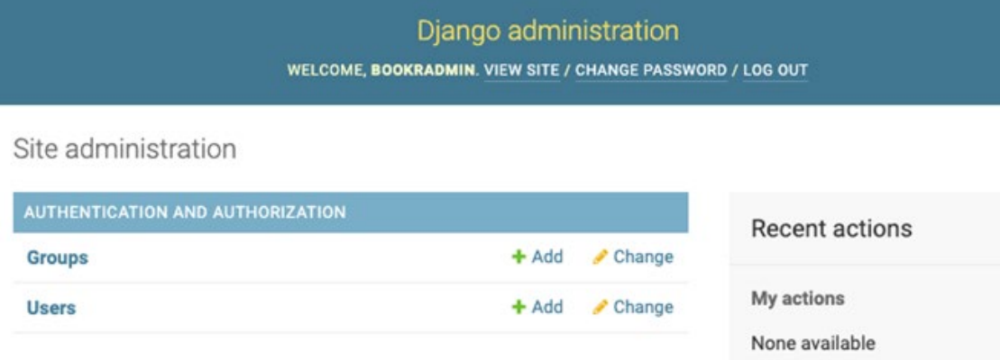 Django administration
WELCOME, BOOKRADMIN. VIEW SITE / CHANGE PASSWORD / LOG OUT
Site administration
AUTHENTICATION AND AUTHORIZATION
Groups Add Change
Users Add Change
Recent actions
My actions
None available